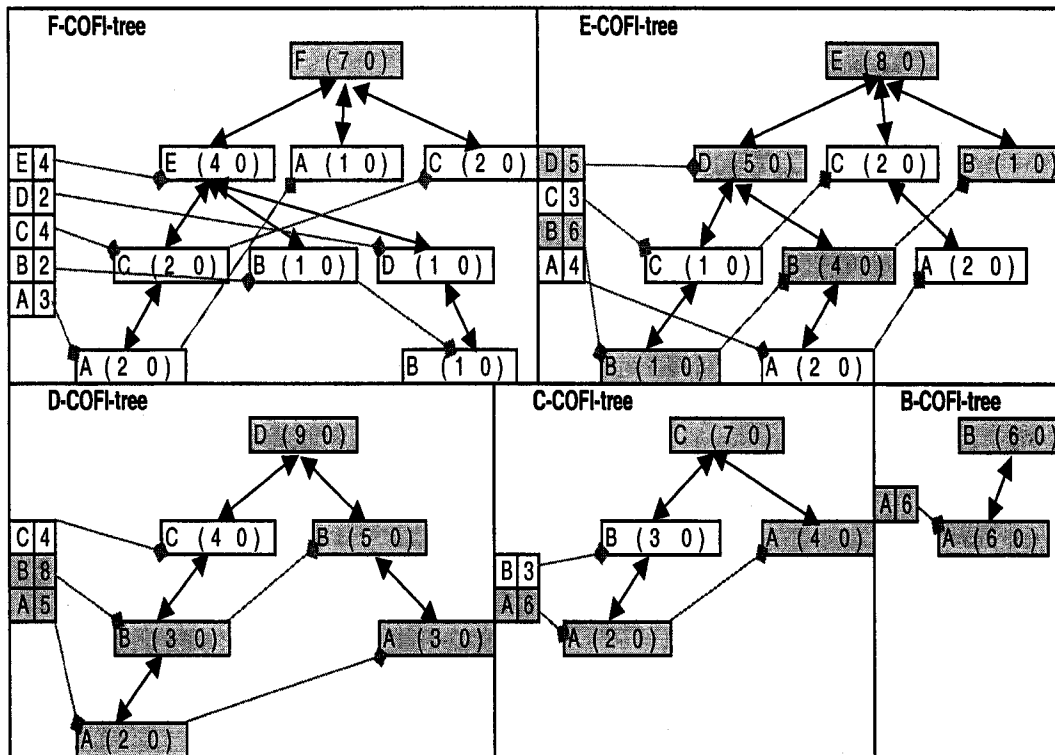 F-COFI-tree
F (7 0)
E 4
D 2
C 4
B 2
A 3
E (4 0)
A (1 0)
C (2 0)
C (2 0)
B (1 0)
D (1 0)
A (2 0)
B (1 0)
E-COFI-tree
E (8 0)
D 5
C 3
B 6
A 4
D (5 0)
C (2 0)
B (1 0)
C (1 0)
B (4 0)
A (2 0)
B (1 0)
A (2 0)
D-COFI-tree
D (9 0)
C 4
B 8
A 5
C (4 0)
B (5 0)
B (3 0)
A (3 0)
A (2 0)
C-COFI-tree
C (7 0)
B 3
A 6
B (3 0)
A (4 0)
A (2 0)
B-COFI-tree
B (6 0)
A 6
A (6 0)